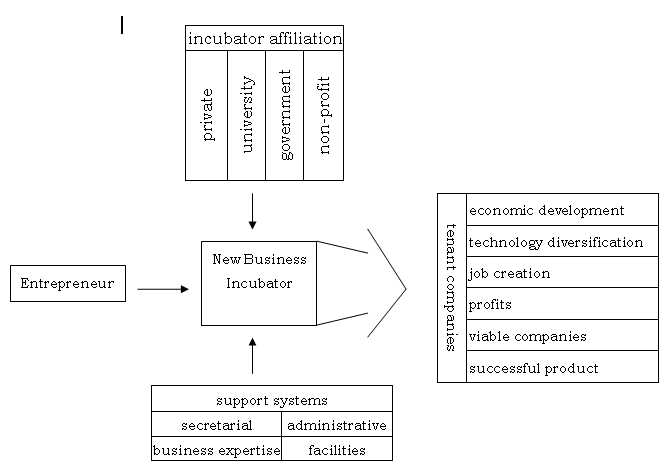 incubator affiliation
private
university
government
non-profit
Entrepreneur
New Business
Incubator
tenant companies
economic development
technology diversification
job creation
profits
viable companies
successful product
support systems
secretarial
administrative
business expertise
facilities